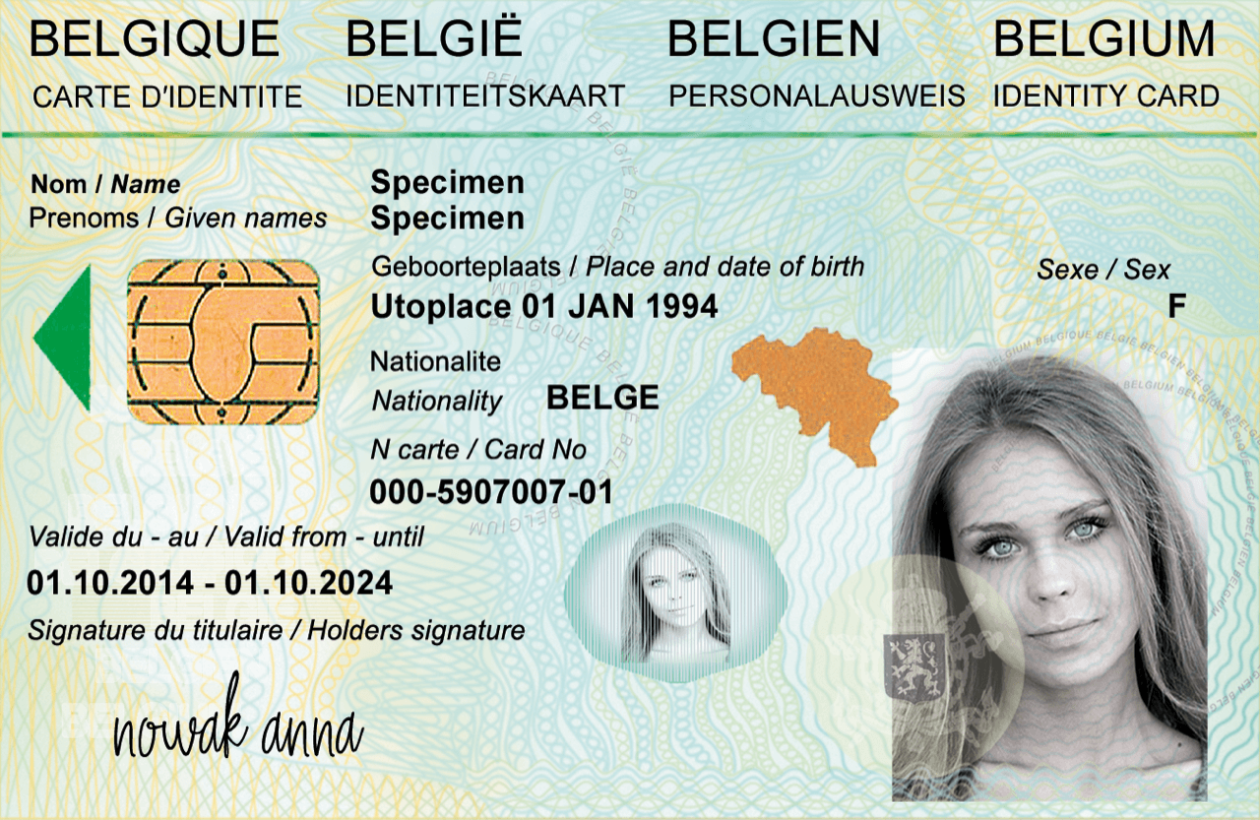 BELGIQUE BELGIË BELGIEN BELGIUM
CARTE D'IDENTITE IDENTITEITSKAART PERSONALAUSWEIS IDENTITY CARD
Nom / Name Specimen
Prenoms / Given names Specimen
Geboorteplaats / Place and date of birth
Sexe / Sex
Utoplace 01 JAN 1994
F
Nationalite
Nationality BELGE
N carte / Card No
000-5907007-01
Valide du - au / Valid from - until
01.10.2014 - 01.10.2024
Signature du titulaire / Holders signature
nowak anna